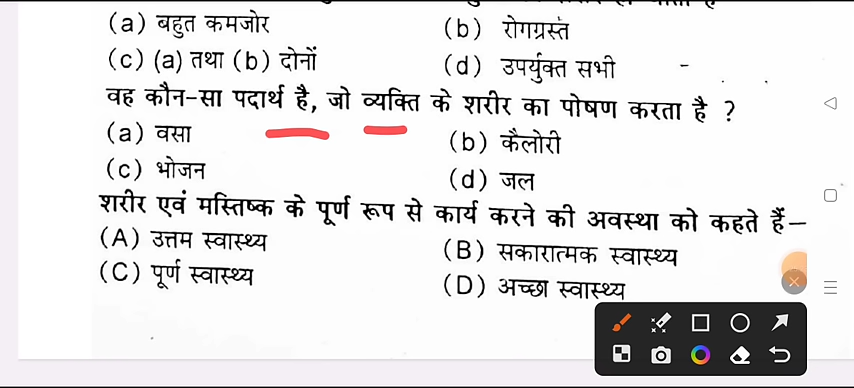 (a) बहुत कमजोर (b) रोगग्रस्त
(c) (a) तथा (b) दोनों (d) उपर्युक्त सभी
वह कौन-सा पदार्थ है, जो व्यक्ति के शरीर का पोषण करता है ?
(a) वसा (b) कैलोरी
(c) भोजन (d) जल
शरीर एवं मस्तिष्क के पूर्ण रूप से कार्य करने की अवस्था को कहते हैं–
(A) उत्तम स्वास्थ्य (B) सकारात्मक स्वास्थ्य
(C) पूर्ण स्वास्थ्य (D) अच्छा स्वास्थ्य